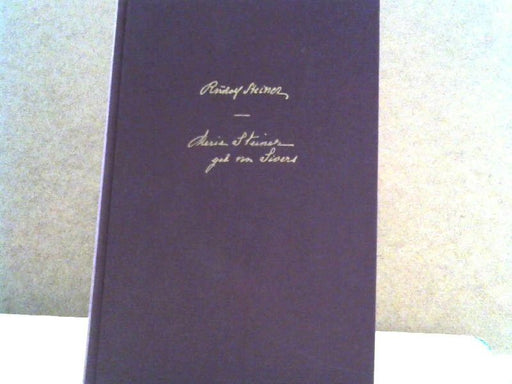 Rudolf Steiner
—
Marie Steiner
geb von Sivers